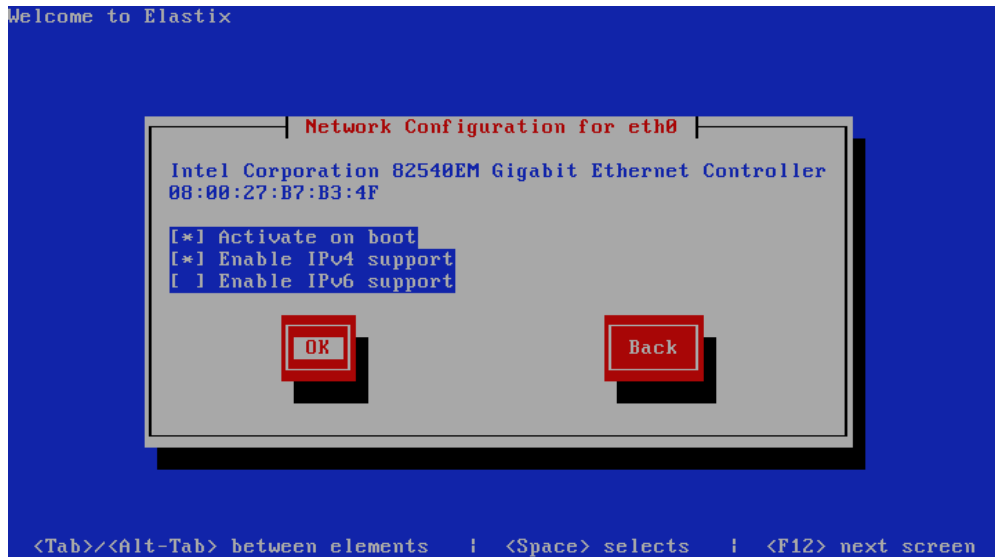 Welcome to Elastix
Network Configuration for eth0
Intel Corporation 82540EM Gigabit Ethernet Controller
08:00:27:B7:B3:4F
[*] Activate on boot
[*] Enable IPv4 support
[ ] Enable IPv6 support
OK Back
<Tab>/<Alt-Tab> between elements | <Space> selects | <F12> next screen